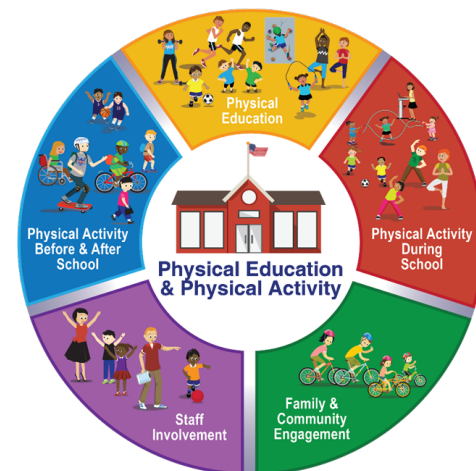 Physical
Education
Physical Activity
During
School
Family &
Community
Engagement
Staff
Involvement
Physical Activity
Before & After
School
Physical Education
& Physical Activity